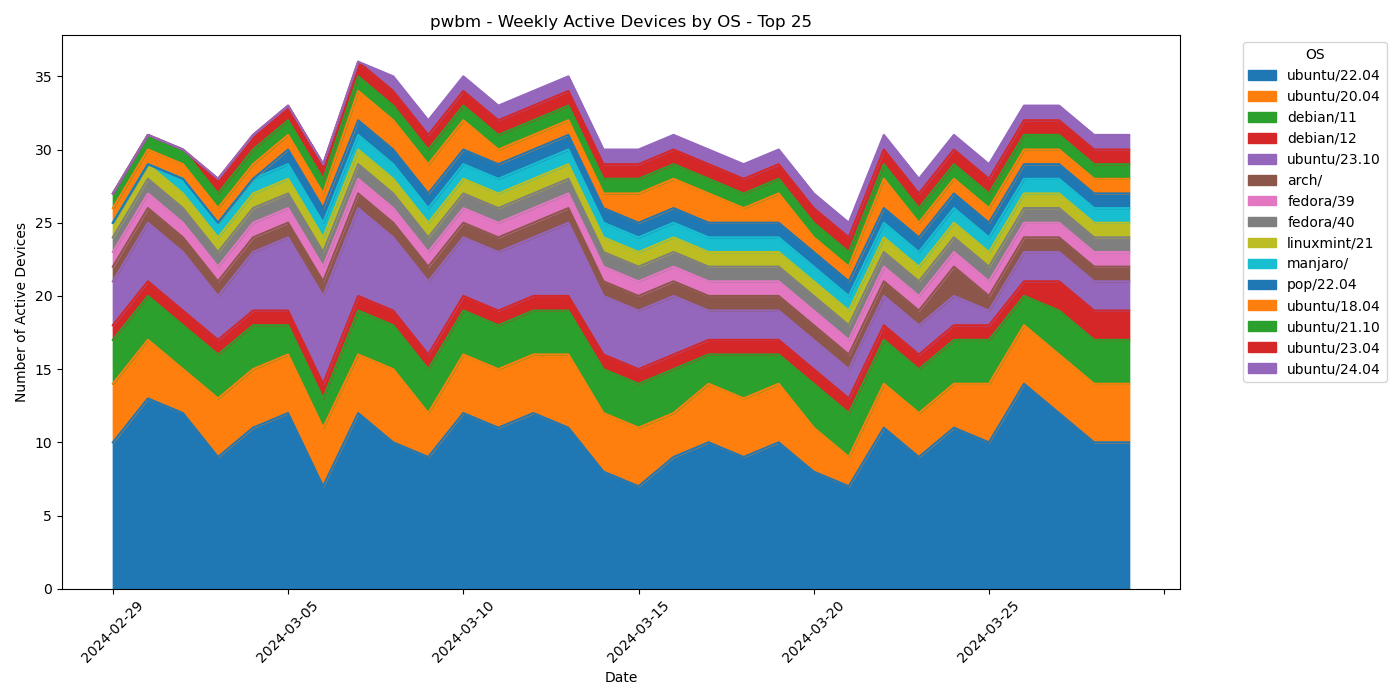 pwbm - Weekly Active Devices by OS - Top 25
Number of Active Devices
35
30
25
20
15
10
5
0
2024-02-29
2024-03-05
2024-03-10
2024-03-15
2024-03-20
2024-03-25
Date
OS
ubuntu/22.04
ubuntu/20.04
debian/11
debian/12
ubuntu/23.10
arch/
fedora/39
fedora/40
linuxmint/21
manjaro/
pop/22.04
ubuntu/18.04
ubuntu/21.10
ubuntu/23.04
ubuntu/24.04